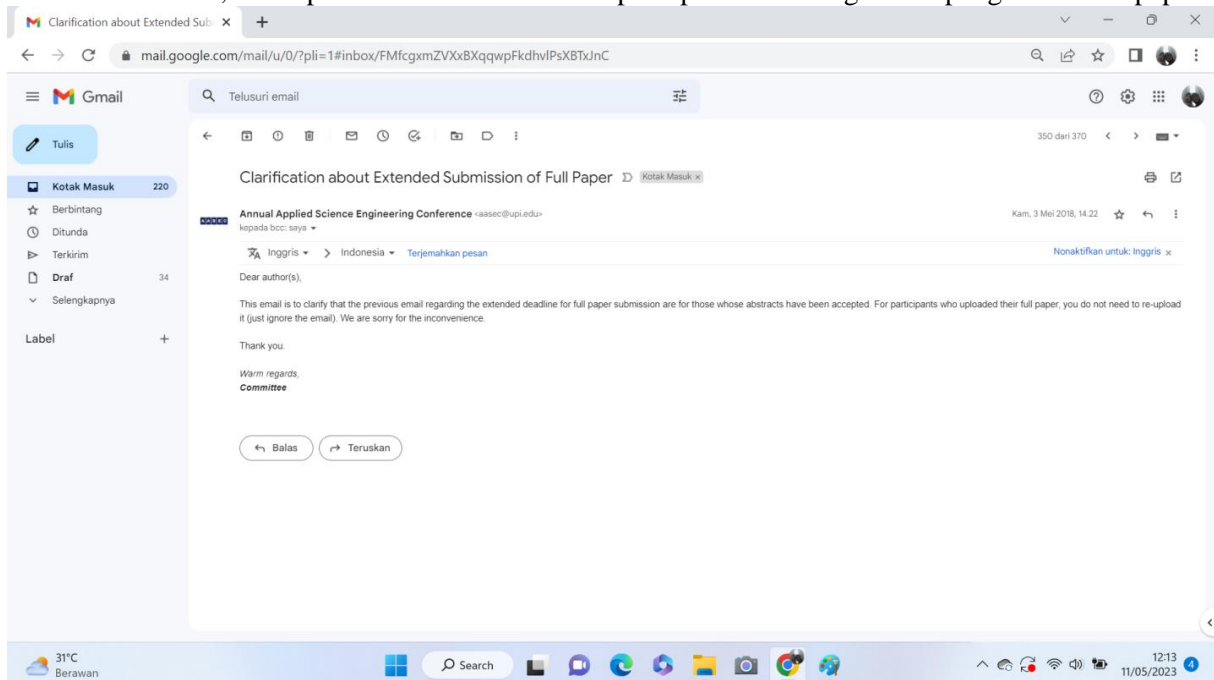 Clarification about Extended Sub
mail.google.com/mail/u/0/?pli=1#inbox/FMfcgxmZVXxBXqqwpFkdhvlPsXBTxJnC
Gmail
Telusuri email
Tulis
350 dari 370
Kotak Masuk 220
Berbintang
Ditunda
Terkirim
Draf 34
Selengkapnya
Label +
Clarification about Extended Submission of Full Paper Kotak Masuk x
Annual Applied Science Engineering Conference <aasec@upi.edu>
Kam, 3 Mei 2018, 14.22
kepada bcc: saya
Inggris > Indonesia Terjemahkan pesan
Nonaktifkan untuk: Inggris x
Dear author(s),
This email is to clarify that the previous email regarding the extended deadline for full paper submission are for those whose abstracts have been accepted. For participants who uploaded their full paper, you do not need to re-upload
it (just ignore the email). We are sorry for the inconvenience.
Thank you.
Warm regards,
Committee
Balas
Teruskan
31°C
Berawan
Search
12:13
11/05/2023
4